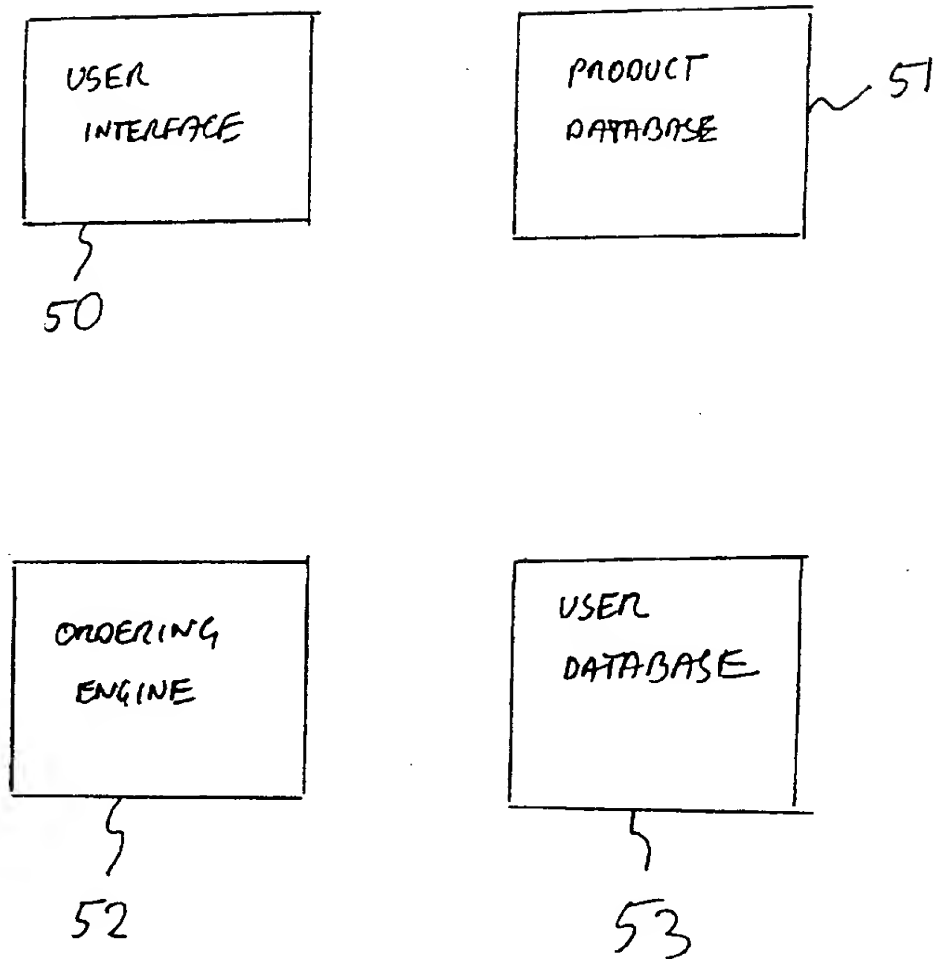 USER
INTERFACE
50
PRODUCT
DATABASE
51
ORDERING
ENGINE
52
USER
DATABASE
53